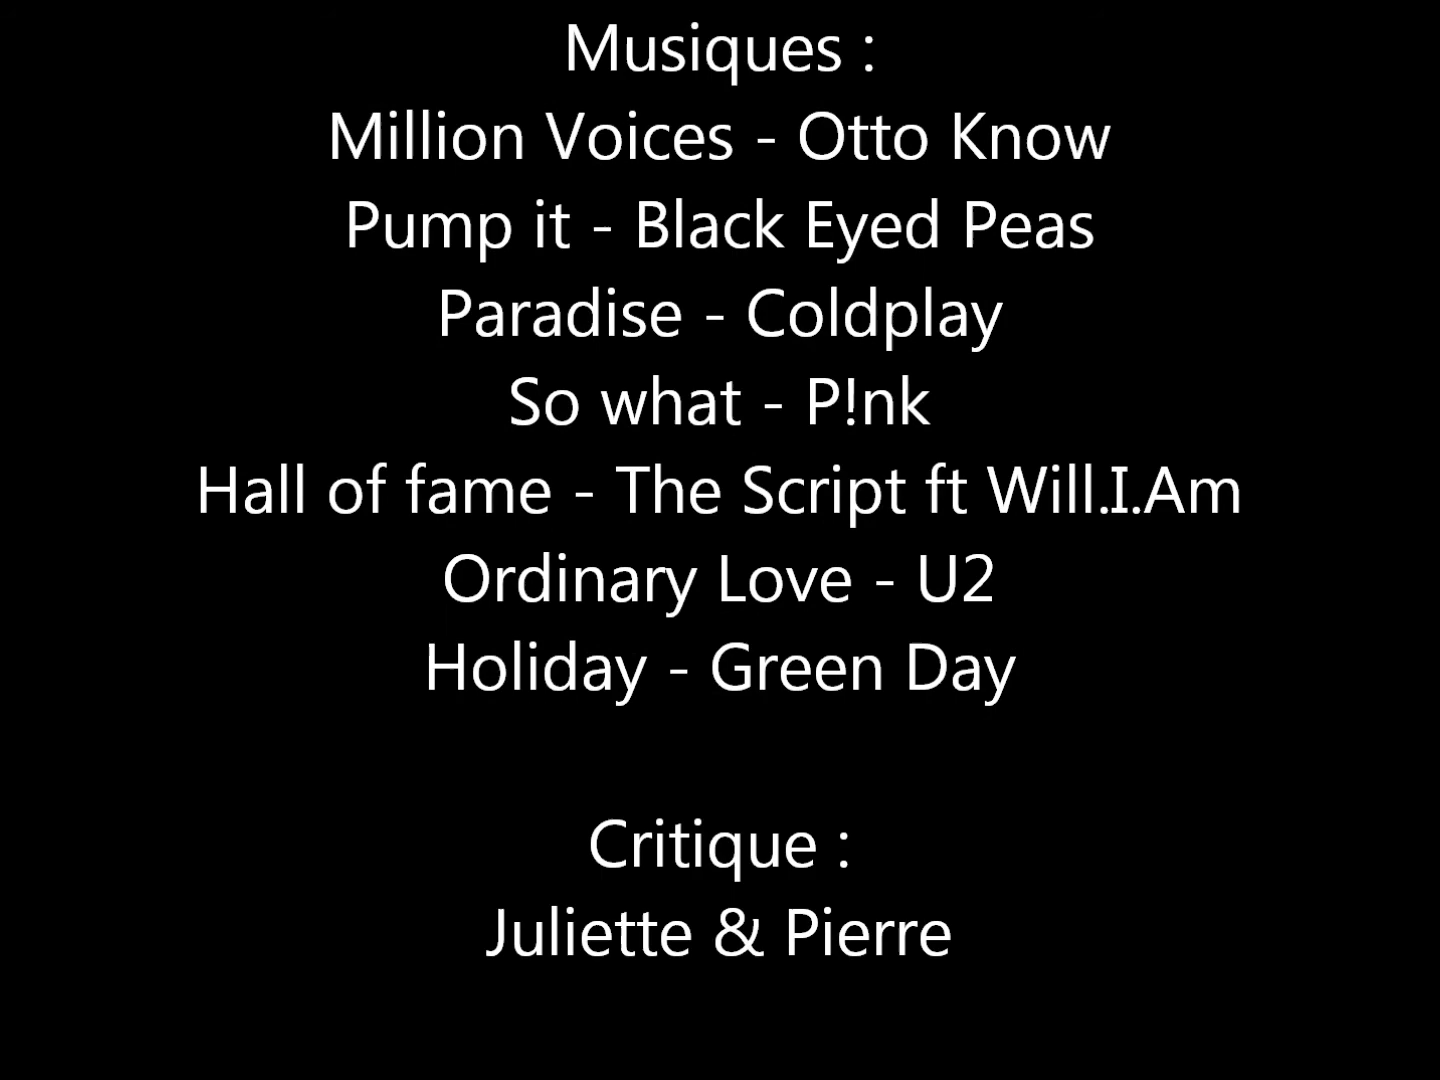 Musiques :
Million Voices - Otto Know
Pump it - Black Eyed Peas
Paradise - Coldplay
So what - P!nk
Hall of fame - The Script ft Will.I.Am
Ordinary Love - U2
Holiday - Green Day
Critique :
Juliette & Pierre